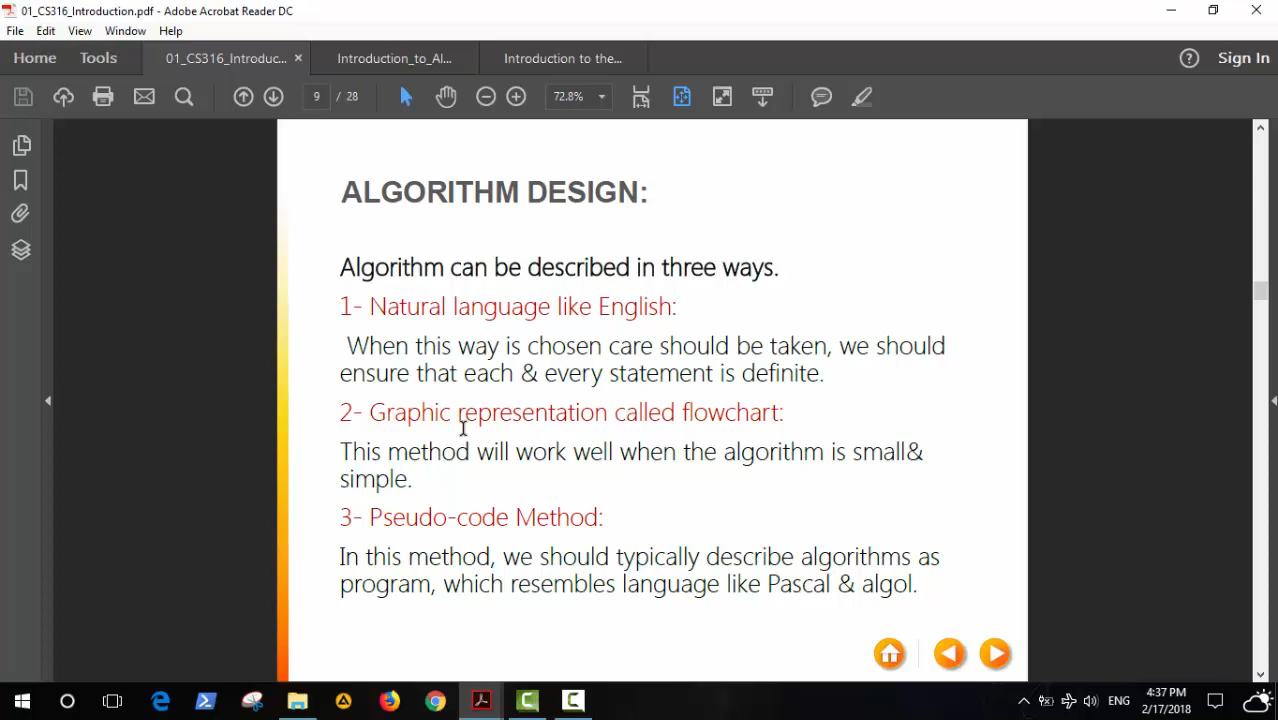 01_CS316_Introduction.pdf - Adobe Acrobat Reader DC
File Edit View Window Help
Home Tools 01_CS316_Introduc... × Introduction_to_Al... Introduction to the... ? Sign In
9 / 28 72.8%
ALGORITHM DESIGN:
Algorithm can be described in three ways.
1- Natural language like English:
When this way is chosen care should be taken, we should
ensure that each & every statement is definite.
2- Graphic representation called flowchart:
This method will work well when the algorithm is small&
simple.
3- Pseudo-code Method:
In this method, we should typically describe algorithms as
program, which resembles language like Pascal & algol.
ENG 4:37 PM
2/17/2018